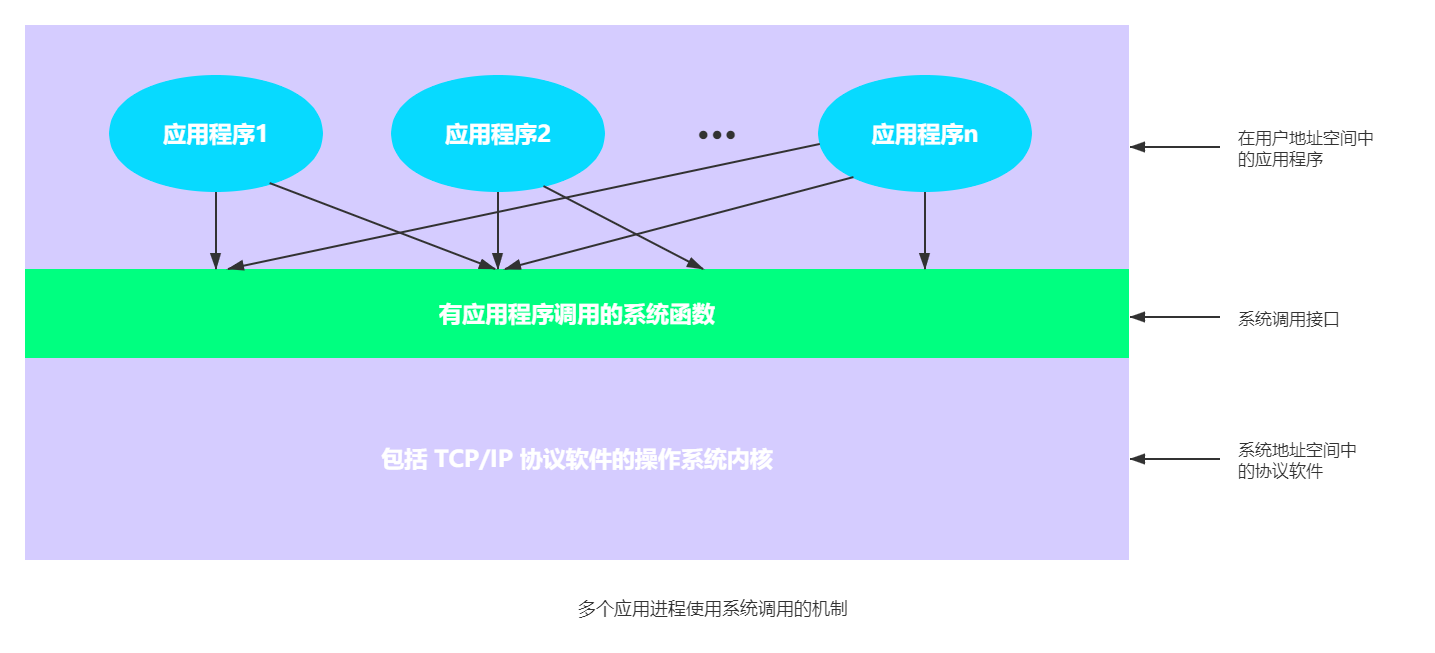 应用程序1
应用程序2
•••
应用程序n
在用户地址空间中
的应用程序
有应用程序调用的系统函数
系统调用接口
包括 TCP/IP 协议软件的操作系统内核
系统地址空间中
的协议软件
多个应用进程使用系统调用的机制